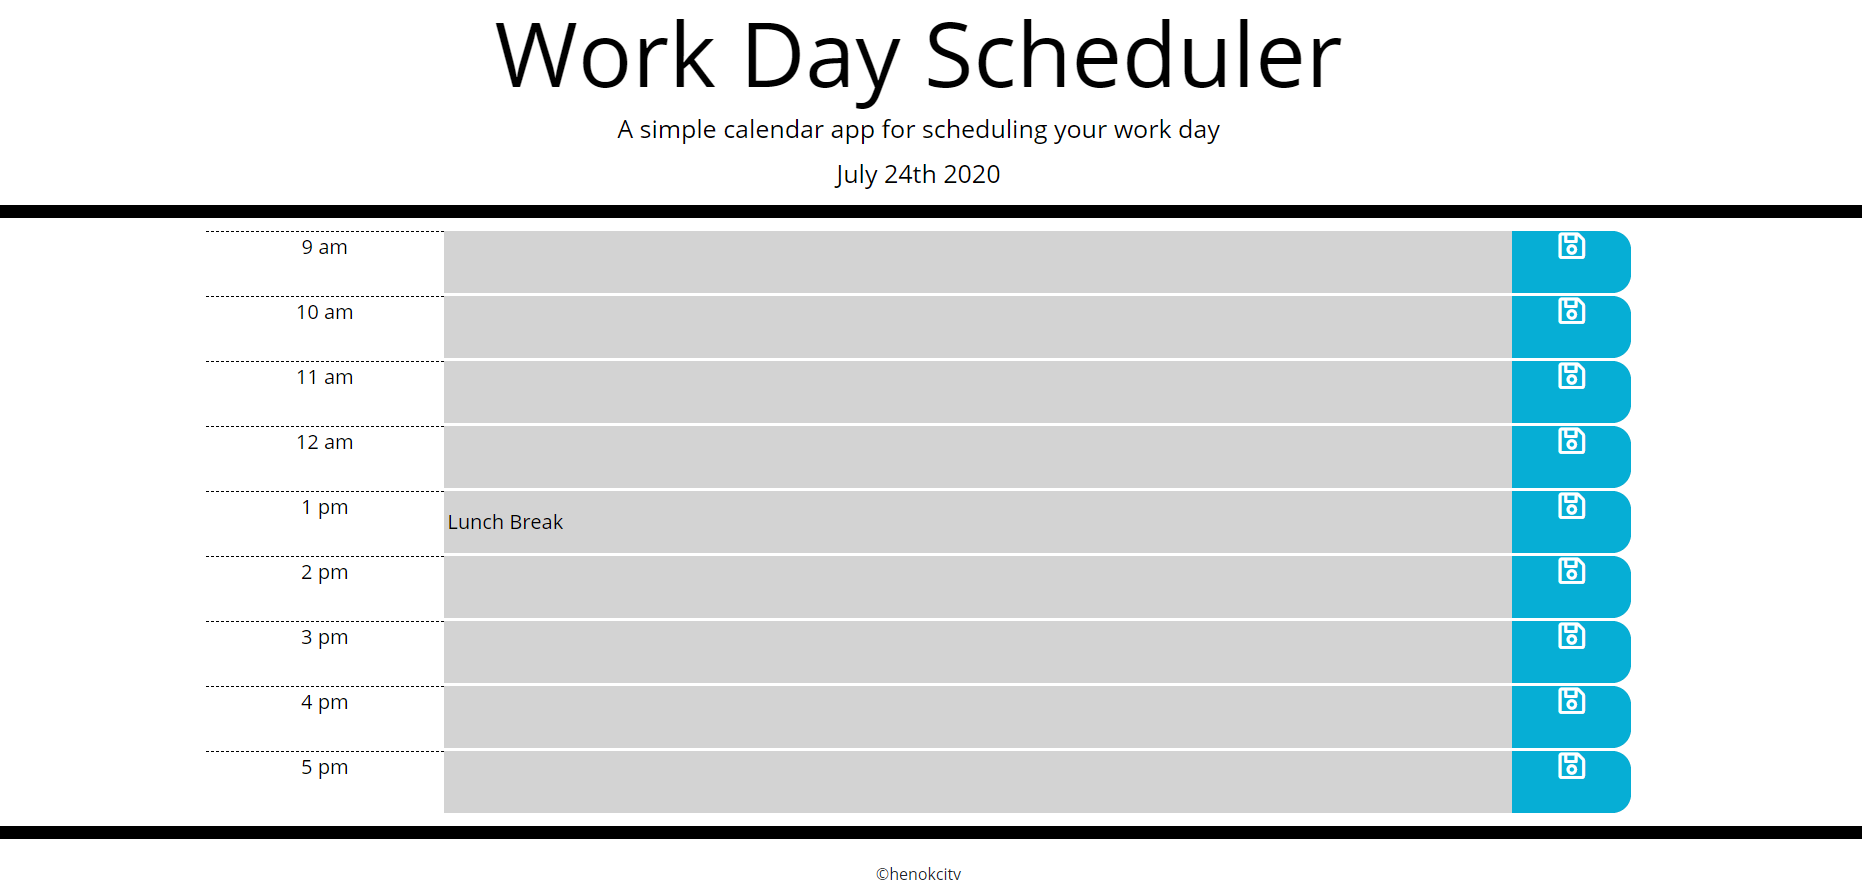 Work Day Scheduler
A simple calendar app for scheduling your work day
July 24th 2020
9 am
10 am
11 am
12 am
1 pm
Lunch Break
2 pm
3 pm
4 pm
5 pm
©henokcity